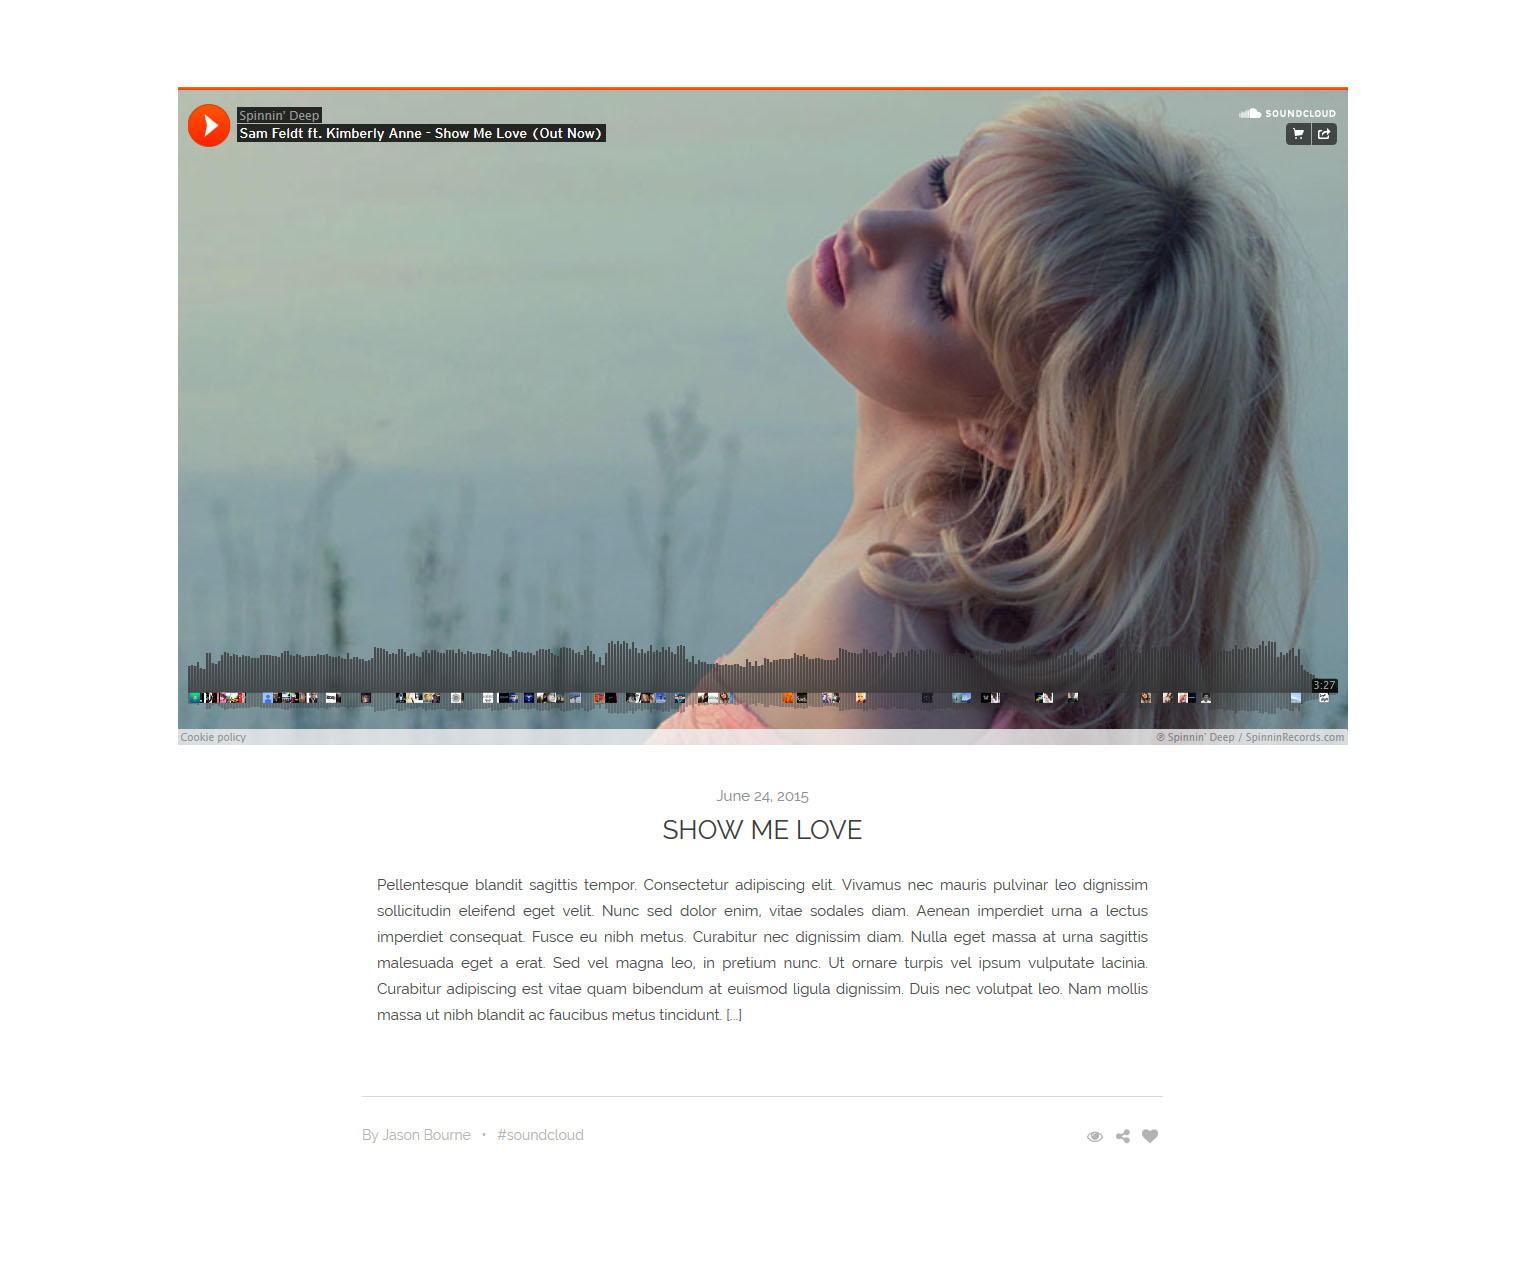 Spinnin' Deep
Sam Feldt ft. Kimberly Anne - Show Me Love (Out Now)
SOUNDCLOUD
3:27
Cookie policy
℗ Spinnin' Deep / SpinninRecords.com
June 24, 2015
SHOW ME LOVE
Pellentesque blandit sagittis tempor. Consectetur adipiscing elit. Vivamus nec mauris pulvinar leo dignissim
sollicitudin eleifend eget velit. Nunc sed dolor enim, vitae sodales diam. Aenean imperdiet urna a lectus
imperdiet consequat. Fusce eu nibh metus. Curabitur nec dignissim diam. Nulla eget massa at urna sagittis
malesuada eget a erat. Sed vel magna leo, in pretium nunc. Ut ornare turpis vel ipsum vulputate lacinia.
Curabitur adipiscing est vitae quam bibendum at euismod ligula dignissim. Duis nec volutpat leo. Nam mollis
massa ut nibh blandit ac faucibus metus tincidunt. [...]
By Jason Bourne • #soundcloud